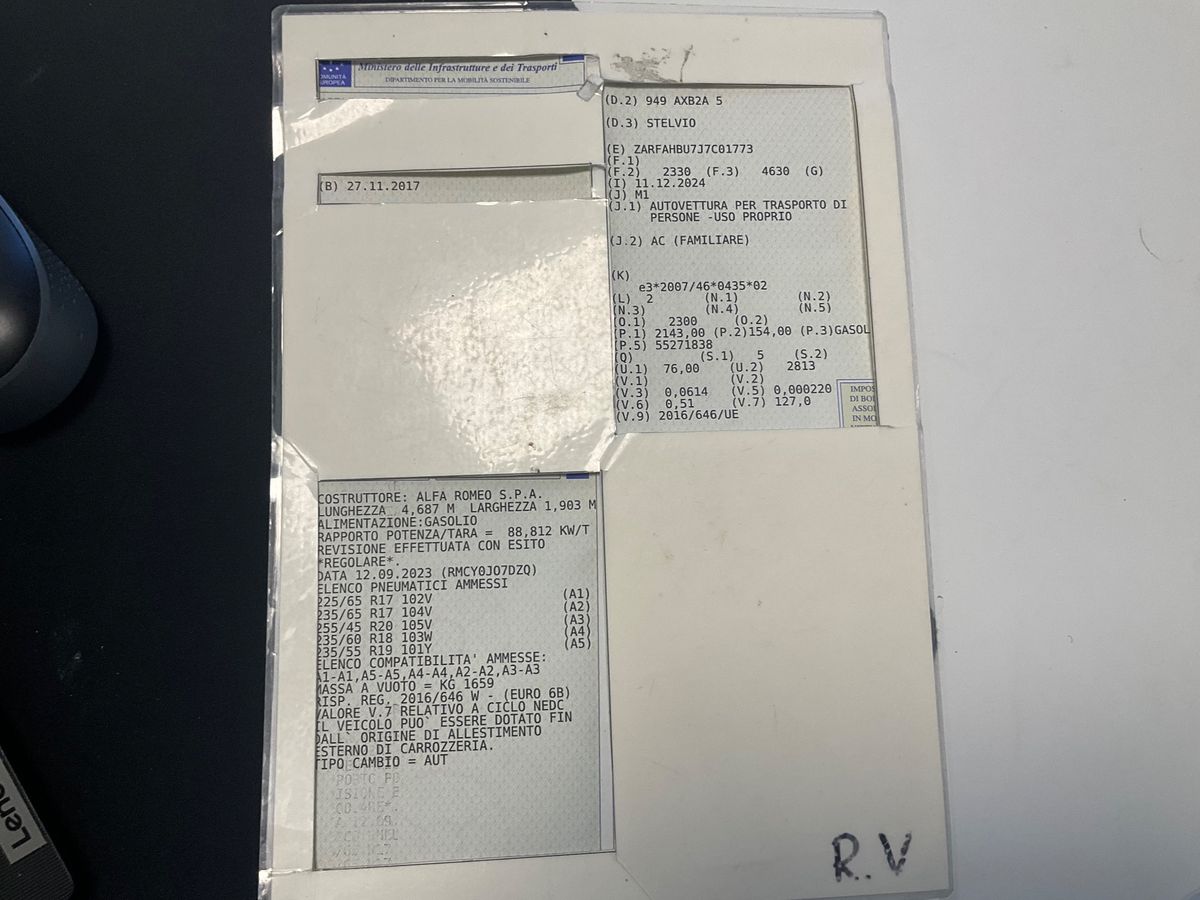 Ministero delle Infrastrutture e dei Trasporti
DIPARTIMENTO PER LA MOBILITÀ SOSTENIBILE
(B) 27.11.2017
(D.2) 949 AXB2A 5
(D.3) STELVIO
(E) ZARFAHBU7J7C01773
(F.1)
(F.2) 2330 (F.3) 4630 (G)
(I) 11.12.2024
(J) M1
(J.1) AUTOVETTURA PER TRASPORTO DI
PERSONE -USO PROPRIO
(J.2) AC (FAMILIARE)
(K)
e3*2007/46*0435*02
(L) 2 (N.1) (N.2)
(N.3) (N.4) (N.5)
(O.1) 2300 (O.2)
(P.1) 2143,00 (P.2)154,00 (P.3)GASOL
(P.5) 55271838
(Q) (S.1) 5 (S.2)
(U.1) 76,00 (U.2) 2813
(V.1) (V.2)
(V.3) 0,0614 (V.5) 0,000220
(V.6) 0,51 (V.7) 127,0
(V.9) 2016/646/UE
IMPOS
DI BO
ASSO
IN MO
COSTRUTTORE: ALFA ROMEO S.P.A.
LUNGHEZZA 4,687 M LARGHEZZA 1,903 M
ALIMENTAZIONE:GASOLIO
RAPPORTO POTENZA/TARA = 88,812 KW/T
REVISIONE EFFETTUATA CON ESITO
*REGOLARE*.
DATA 12.09.2023 (RMCY0JO7DZQ)
ELENCO PNEUMATICI AMMESSI
225/65 R17 102V (A1)
235/65 R17 104V (A2)
255/45 R20 105V (A3)
235/60 R18 103W (A4)
235/55 R19 101Y (A5)
ELENCO COMPATIBILITA' AMMESSE:
A1-A1,A5-A5,A4-A4,A2-A2,A3-A3
MASSA A VUOTO = KG 1659
RISP. REG. 2016/646 W - (EURO 6B)
VALORE V.7 RELATIVO A CICLO NEDC
IL VEICOLO PUO` ESSERE DOTATO FIN
DALL` ORIGINE DI ALLESTIMENTO
ESTERNO DI CARROZZERIA.
TIPO CAMBIO = AUT
R.V
Leno